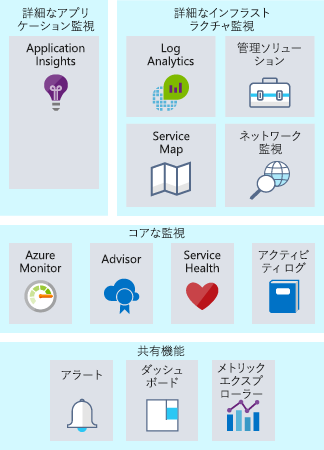 詳細なアプリ
ケーション監視
Application
Insights
詳細なインフラスト
ラクチャ監視
Log
Analytics
管理ソリュー
ション
Service
Map
ネットワーク
監視
コアな監視
Azure
Monitor
Advisor
Service
Health
アクティビ
ティ ログ
共有機能
アラート
ダッシュ
ボード
メトリック
エクスプ
ローラー